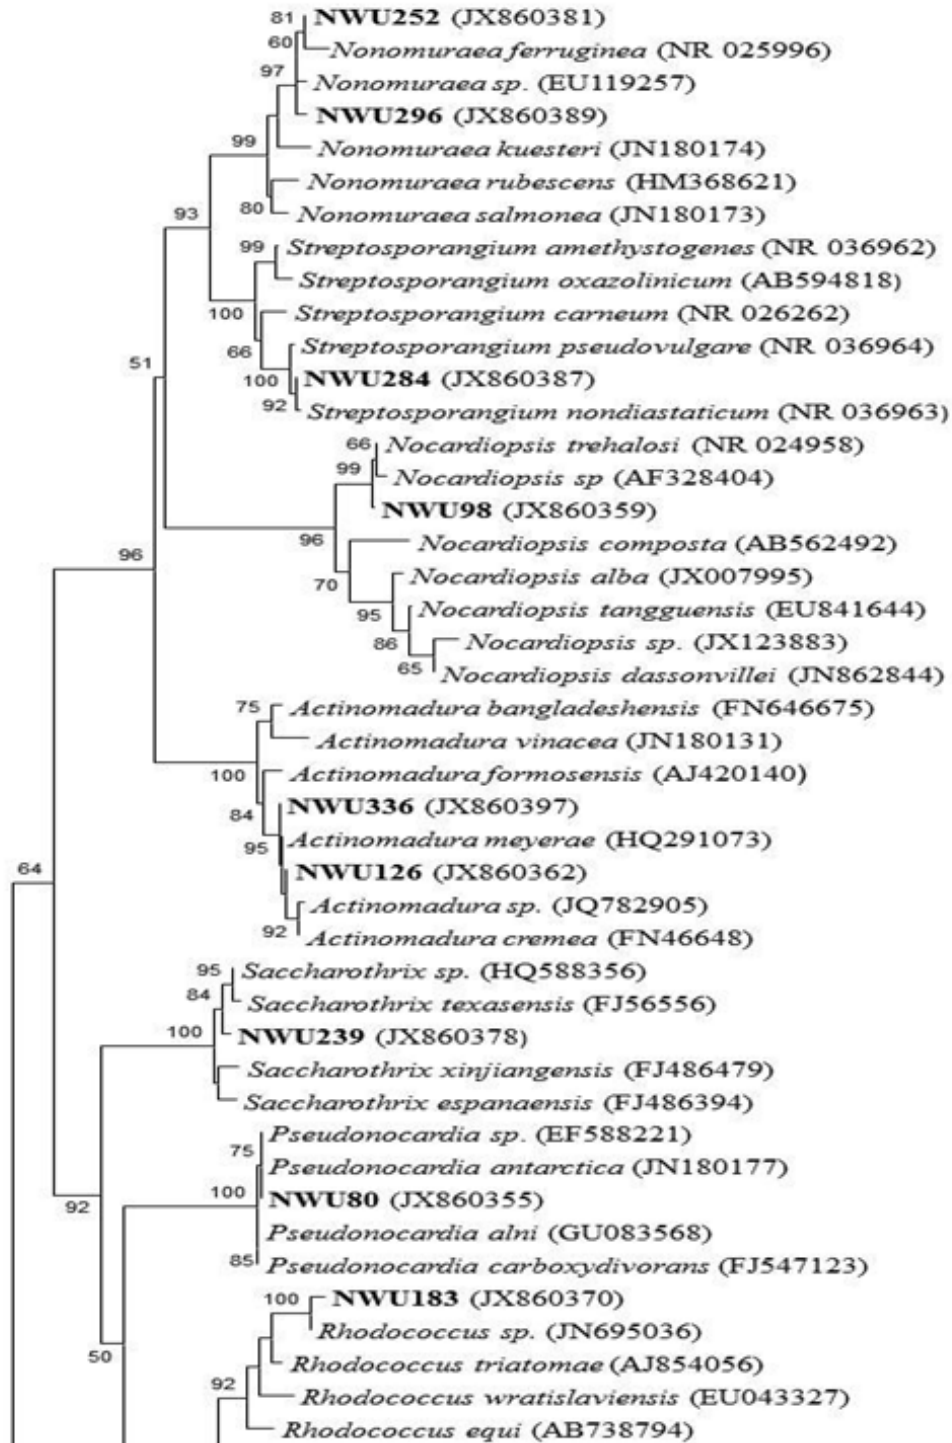 81 NWU252 (JX860381)
60 Nonomuraea ferruginea (NR 025996)
97 Nonomuraea sp. (EU119257)
NWU296 (JX860389)
99 Nonomuraea kuesteri (JN180174)
Nonomuraea rubescens (HM368621)
80 Nonomuraea salmonea (JN180173)
93
99 Streptosporangium amethystogenes (NR 036962)
Streptosporangium oxazolinicum (AB594818)
100 Streptosporangium carneum (NR 026262)
66 Streptosporangium pseudovulgare (NR 036964)
51
100 NWU284 (JX860387)
92 Streptosporangium nondiastaticum (NR 036963)
66 Nocardiopsis trehalosi (NR 024958)
99 Nocardiopsis sp (AF328404)
NWU98 (JX860359)
96 Nocardiopsis composta (AB562492)
96
70 Nocardiopsis alba (JX007995)
95 Nocardiopsis tangguensis (EU841644)
86 Nocardiopsis sp. (JX123883)
65 Nocardiopsis dassonvillei (JN862844)
75 Actinomadura bangladeshensis (FN646675)
Actinomadura vinacea (JN180131)
100 Actinomadura formosensis (AJ420140)
84 NWU336 (JX860397)
95 Actinomadura meyerae (HQ291073)
64
NWU126 (JX860362)
Actinomadura sp. (JQ782905)
92 Actinomadura cremea (FN46648)
95 Saccharothrix sp. (HQ588356)
84 Saccharothrix texasensis (FJ56556)
100 NWU239 (JX860378)
Saccharothrix xinjiangensis (FJ486479)
Saccharothrix espanaensis (FJ486394)
75 Pseudonocardia sp. (EF588221)
Pseudonocardia antarctica (JN180177)
100 NWU80 (JX860355)
92
Pseudonocardia alni (GU083568)
85 Pseudonocardia carboxydivorans (FJ547123)
100 NWU183 (JX860370)
Rhodococcus sp. (JN695036)
50
Rhodococcus triatomae (AJ854056)
92 Rhodococcus wratislaviensis (EU043327)
Rhodococcus equi (AB738794)